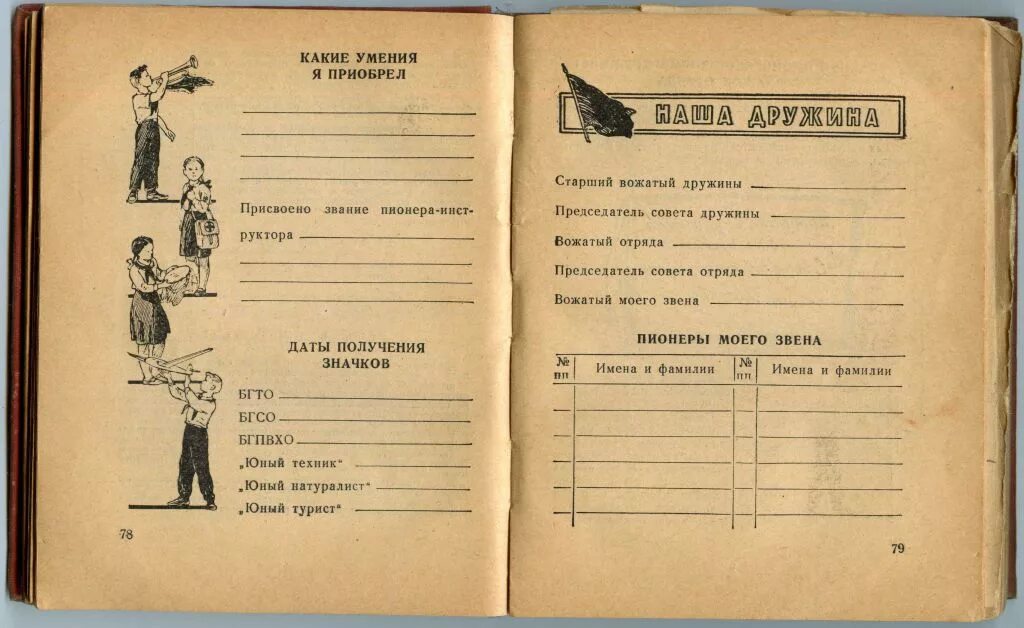 КАКИЕ УМЕНИЯ
Я ПРИОБРЕЛ
Присвоено звание пионера-инст-
руктора
ДАТЫ ПОЛУЧЕНИЯ
ЗНАЧКОВ
БГТО
БГСО
БГПВХО
„Юный техник“
„Юный натуралист“
„Юный турист“
78
НАША ДРУЖИНА
Старший вожатый дружины
Председатель совета дружины
Вожатый отряда
Председатель совета отряда
Вожатый моего звена
ПИОНЕРЫ МОЕГО ЗВЕНА
№ пп Имена и фамилии № пп Имена и фамилии
79